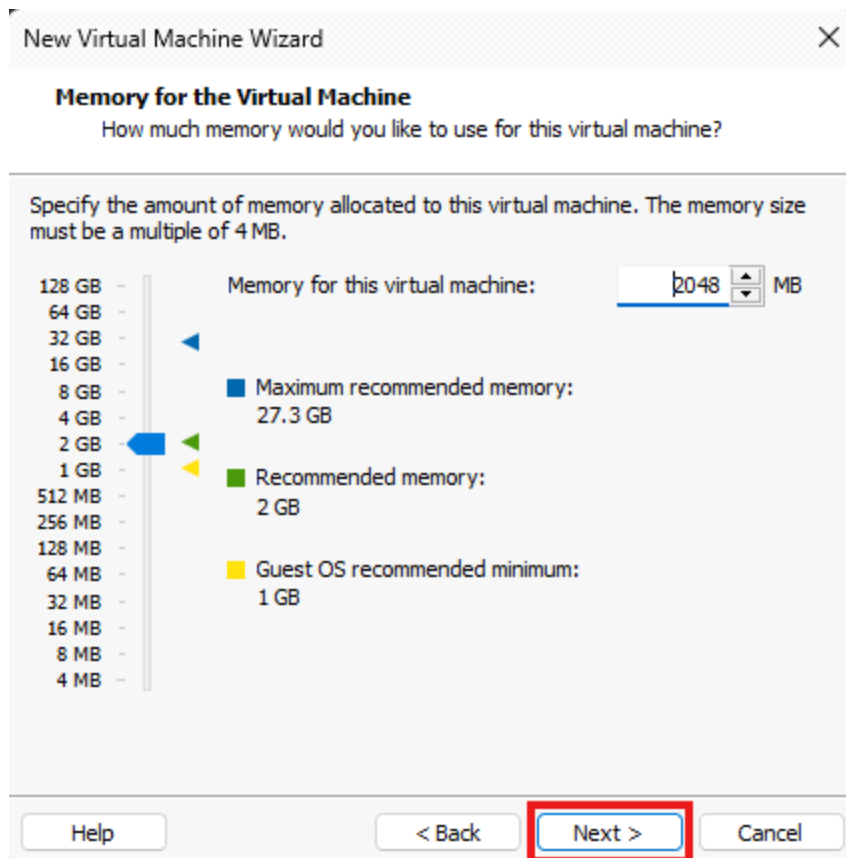 New Virtual Machine Wizard
Memory for the Virtual Machine
How much memory would you like to use for this virtual machine?
Specify the amount of memory allocated to this virtual machine. The memory size
must be a multiple of 4 MB.
128 GB
64 GB
32 GB
16 GB
8 GB
4 GB
2 GB
1 GB
512 MB
256 MB
128 MB
64 MB
32 MB
16 MB
8 MB
4 MB
Memory for this virtual machine: 2048 MB
Maximum recommended memory:
27.3 GB
Recommended memory:
2 GB
Guest OS recommended minimum:
1 GB
Help < Back Next > Cancel